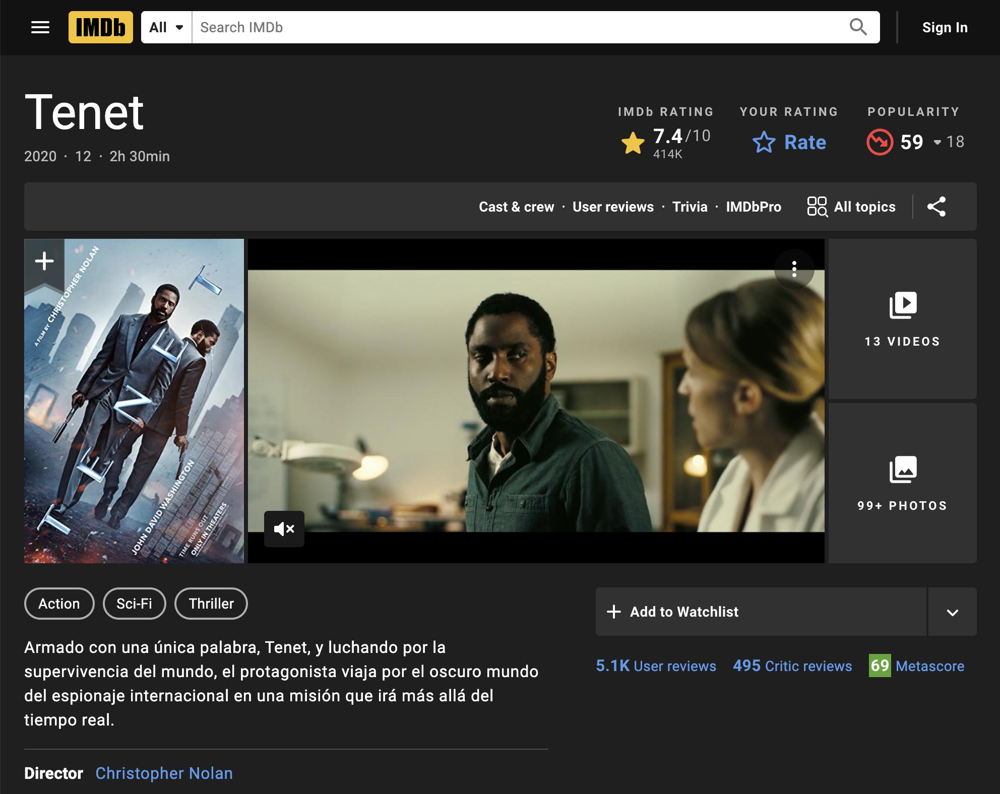 IMDb
All
Search IMDb
Sign In
Tenet
2020 · 12 · 2h 30min
IMDb RATING
7.4/10
414K
YOUR RATING
Rate
POPULARITY
59
18
Cast & crew · User reviews · Trivia · IMDbPro
All topics
A FILM BY CHRISTOPHER NOLAN
TENET
JOHN DAVID WASHINGTON
TIME RUNS OUT
ONLY IN THEATERS
13 VIDEOS
99+ PHOTOS
Action
Sci-Fi
Thriller
Armado con una única palabra, Tenet, y luchando por la
supervivencia del mundo, el protagonista viaja por el oscuro mundo
del espionaje internacional en una misión que irá más allá del
tiempo real.
Director Christopher Nolan
Add to Watchlist
5.1K User reviews 495 Critic reviews 69 Metascore